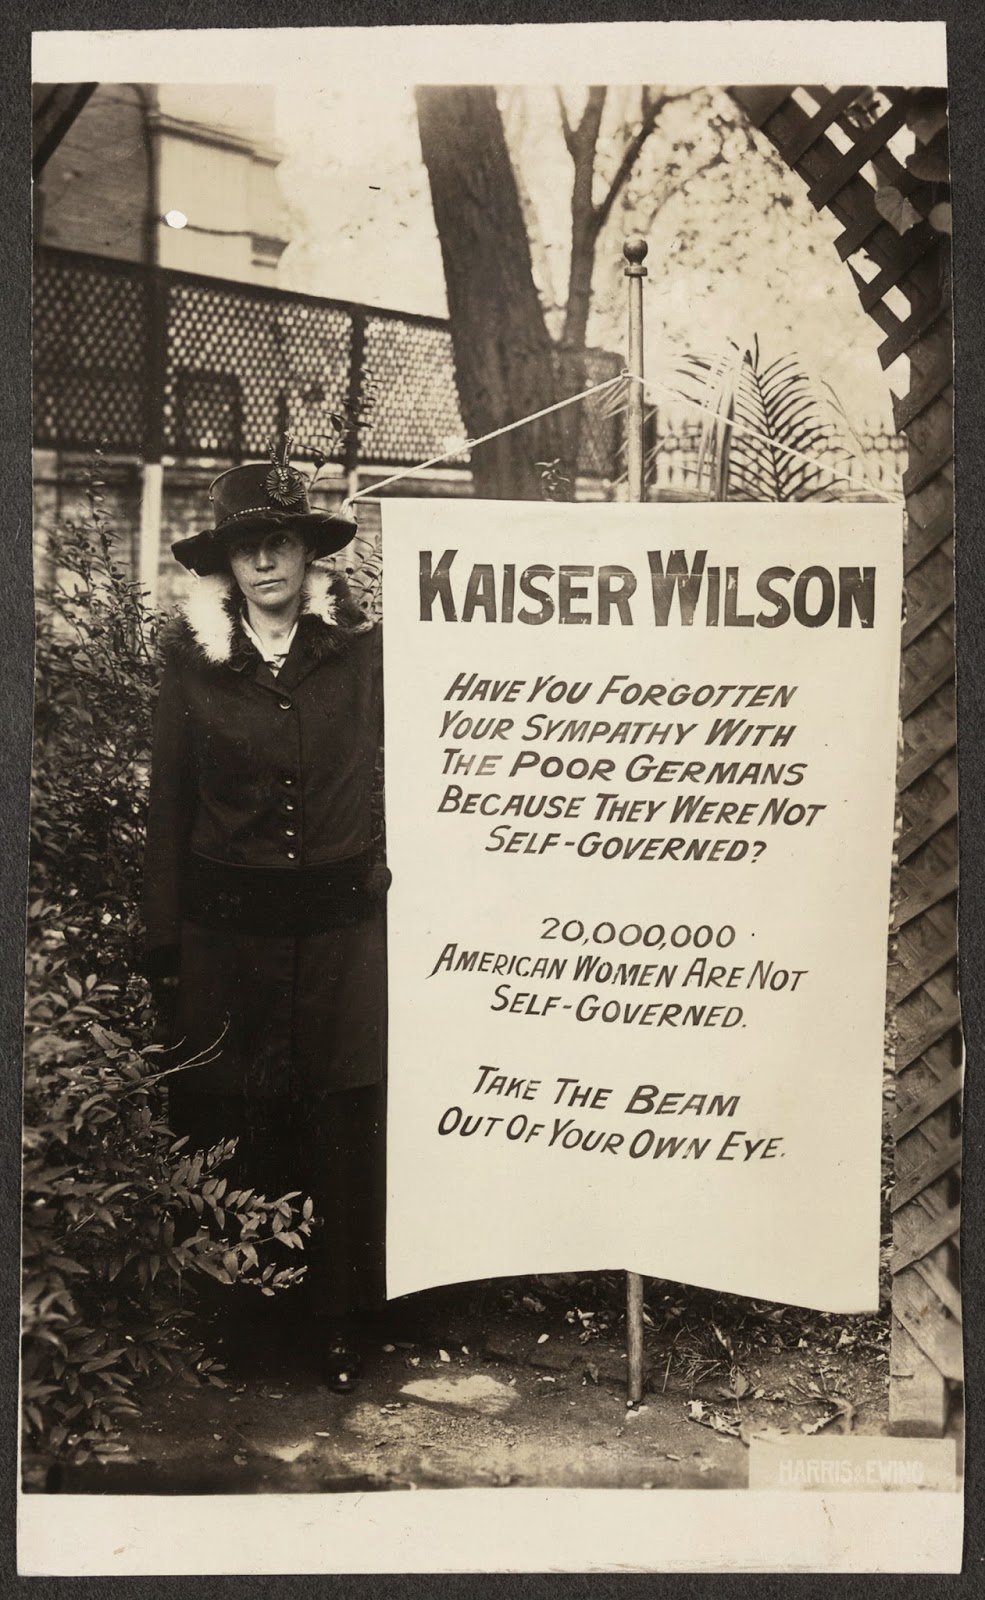 KAISER WILSON
HAVE YOU FORGOTTEN
YOUR SYMPATHY WITH
THE POOR GERMANS
BECAUSE THEY WERE NOT
SELF-GOVERNED?
20,000,000
AMERICAN WOMEN ARE NOT
SELF-GOVERNED.
TAKE THE BEAM
OUT OF YOUR OWN EYE.
HARRIS & EWING